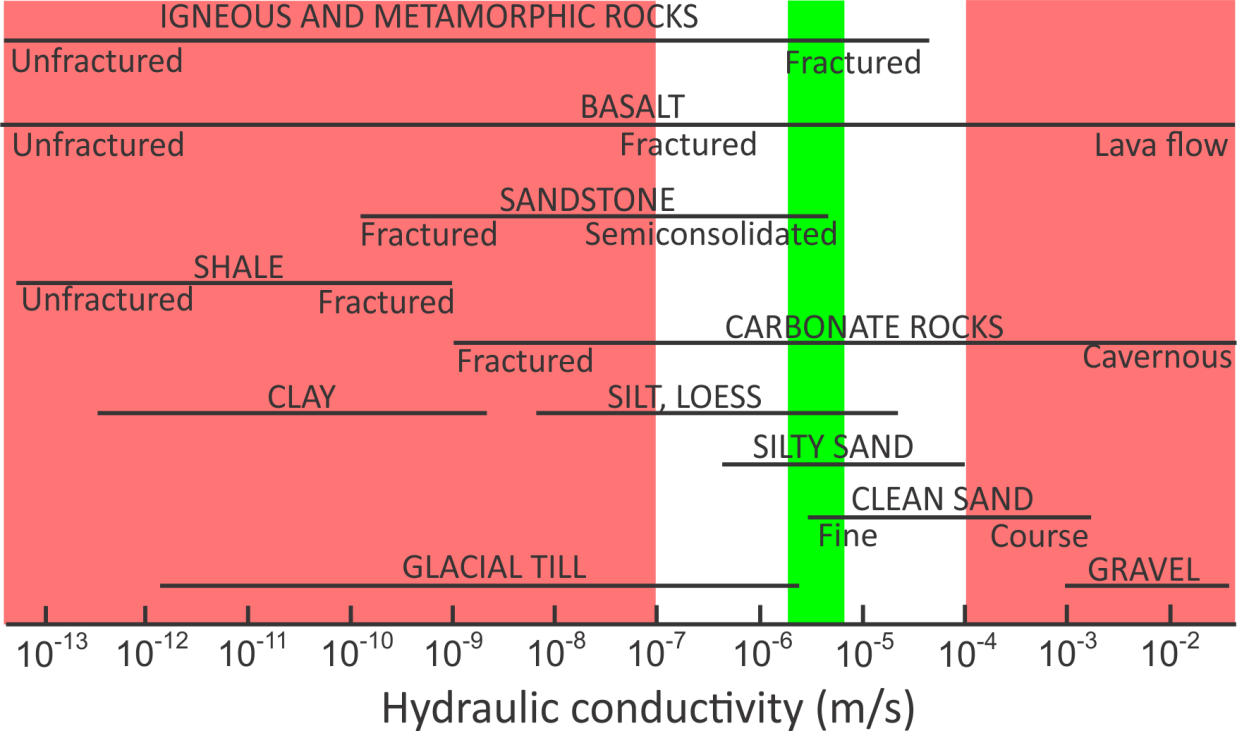 IGNEOUS AND METAMORPHIC ROCKS
Unfractured Fractured
BASALT
Unfractured Fractured Lava flow
SANDSTONE
Fractured Semiconsolidated
SHALE
Unfractured Fractured
CARBONATE ROCKS
Fractured Cavernous
CLAY SILT, LOESS
SILTY SAND
CLEAN SAND
Fine Course
GLACIAL TILL GRAVEL
10⁻¹³ 10⁻¹² 10⁻¹¹ 10⁻¹⁰ 10⁻⁹ 10⁻⁸ 10⁻⁷ 10⁻⁶ 10⁻⁵ 10⁻⁴ 10⁻³ 10⁻²
Hydraulic conductivity (m/s)